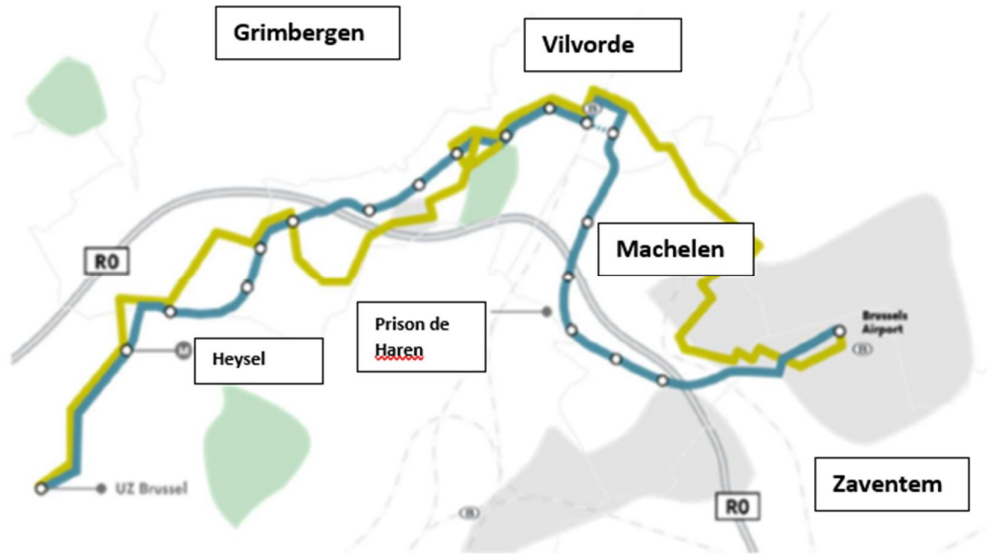 Grimbergen
Vilvorde
B
Machelen
R0
Prison de
Haren
Brussels
Airport
B
M
Heysel
Zaventem
UZ Brussel
R0
B